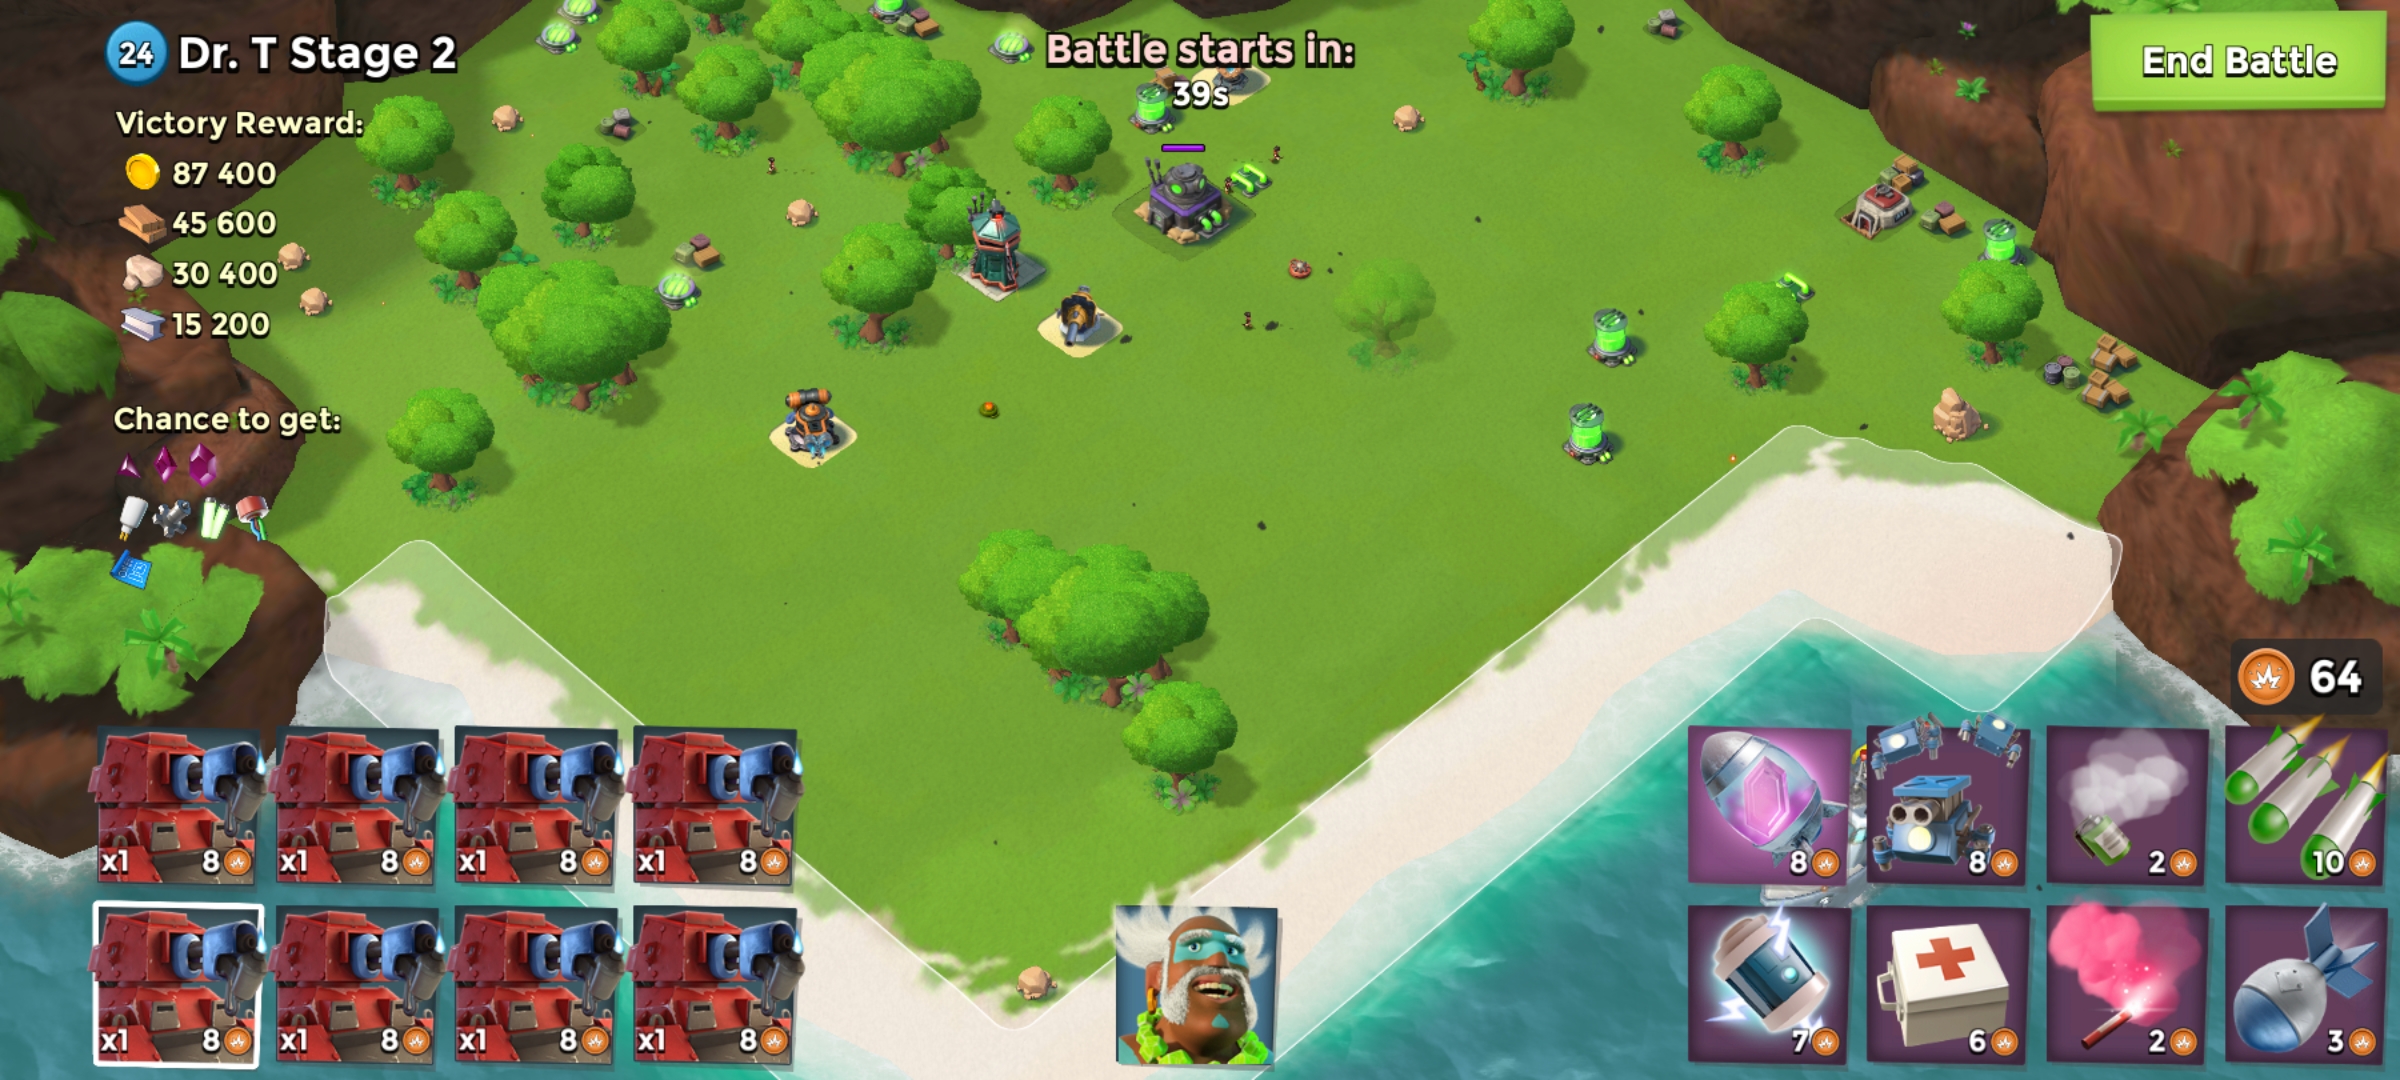 24 Dr. T Stage 2
Battle starts in:
39s
End Battle
Victory Reward:
87 400
45 600
30 400
15 200
Chance to get:
64
x1 8
x1 8
x1 8
x1 8
8
8
2
10
x1 8
x1 8
x1 8
x1 8
7
6
2
3